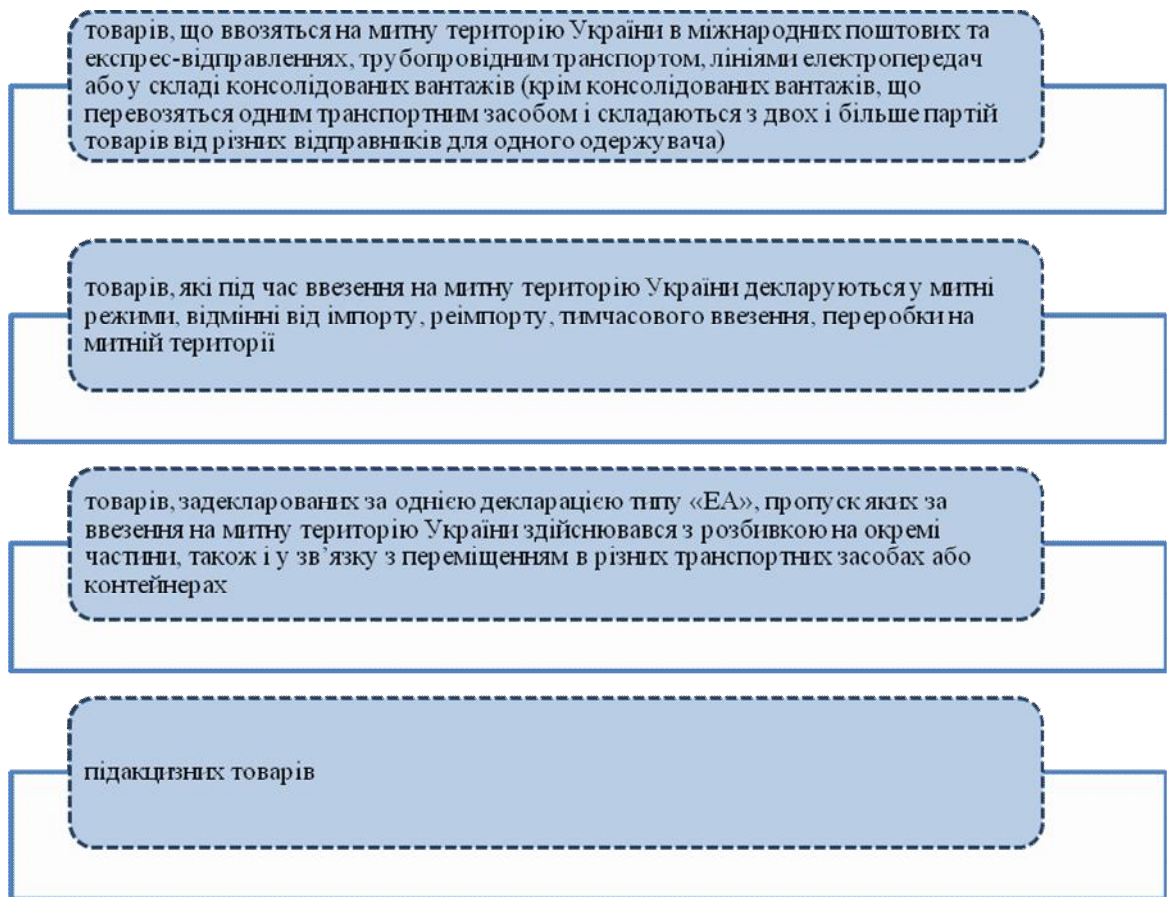 товарів, що ввозяться на митну територію України в міжнародних поштових та
експрес-відправленнях, трубопровідним транспортом, лініями електропередач
або у складі консолідованих вантажів (крім консолідованих вантажів, що
перевозяться одним транспортним засобом і складаються з двох і більше партій
товарів від різних відправників для одного одержувача)
товарів, які під час ввезення на митну територію України декларуються у митні
режими, відмінні від імпорту, реімпорту, тимчасового ввезення, переробки на
митній території
товарів, задекларованих за однією декларацією типу «ЕА», пропуск яких за
ввезення на митну територію України здійснювався з розбивкою на окремі
частини, також і у зв’язку з переміщенням в різних транспортних засобах або
контейнерах
підакцизних товарів